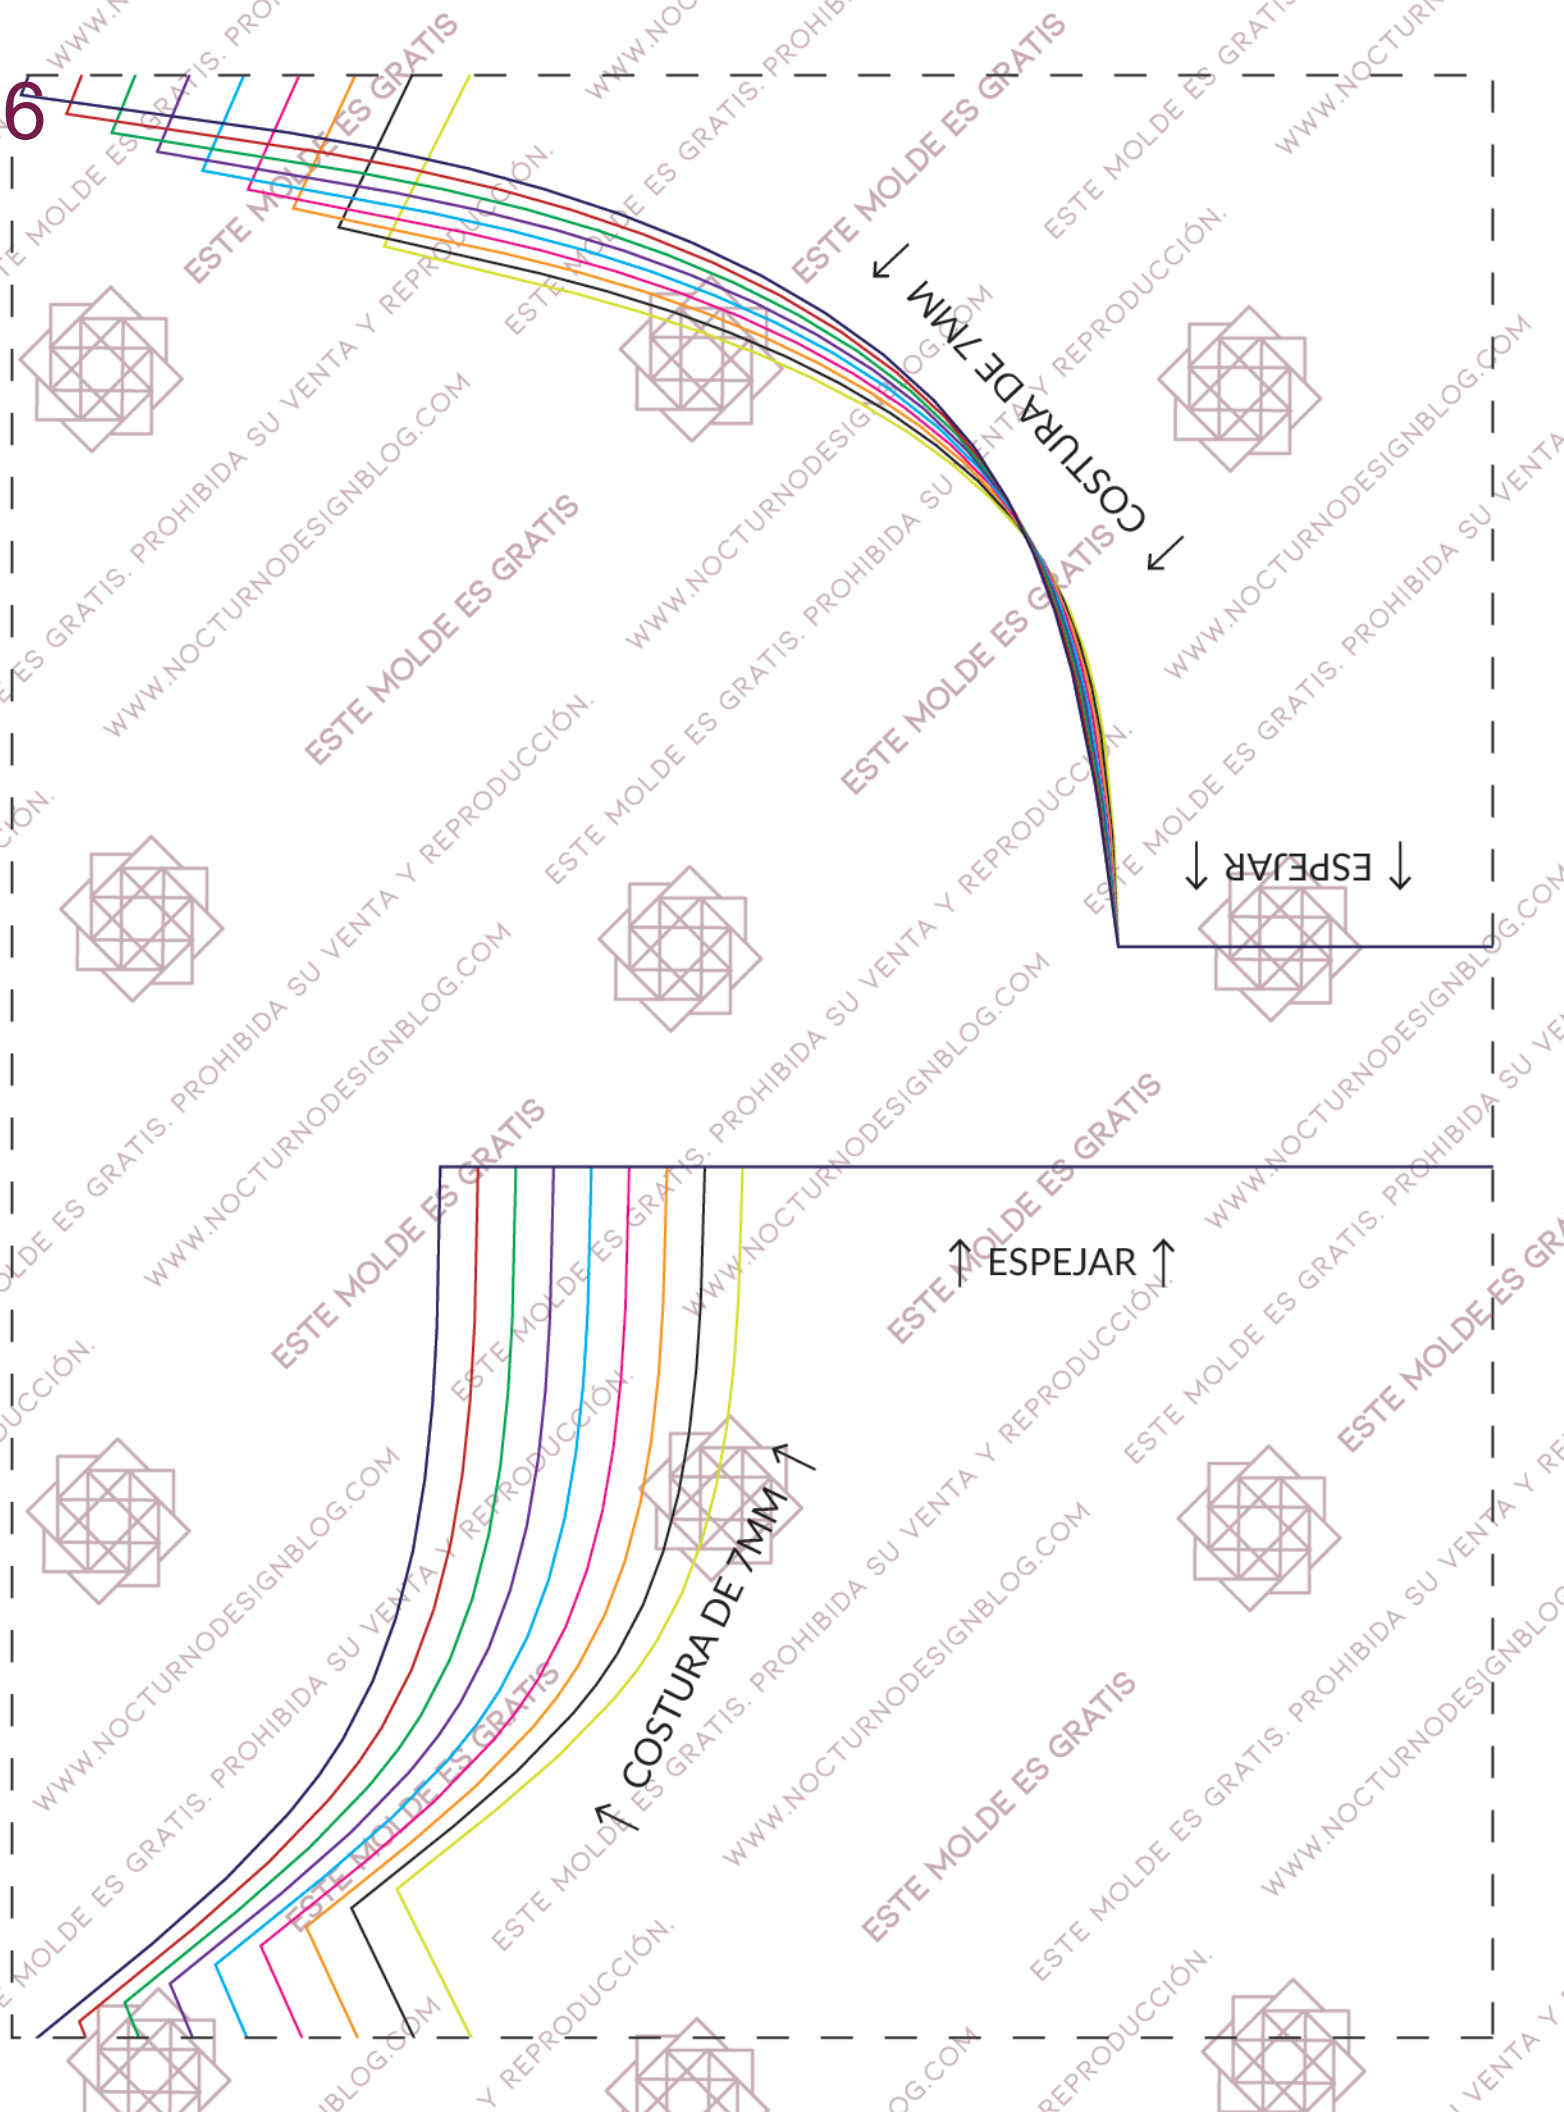 6
WWW.NOCTURNODESIGNBLOG.COM
ESTE MOLDE ES GRATIS. PROHIBIDA SU VENTA Y REPRODUCCIÓN.
ESTE MOLDE ES GRATIS
← COSTURA DE 7MM ←
↓ ESPEJAR ↓
↑ ESPEJAR ↑
↑ COSTURA DE 7MM ↑